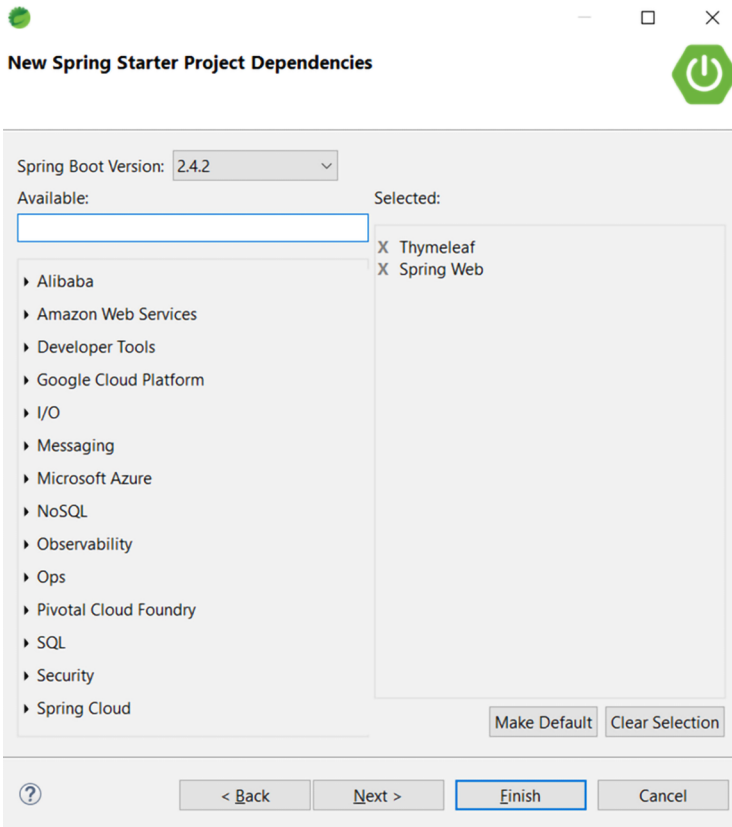 New Spring Starter Project Dependencies
Spring Boot Version: 2.4.2
Available:
Selected:
X Thymeleaf
X Spring Web
Alibaba
Amazon Web Services
Developer Tools
Google Cloud Platform
I/O
Messaging
Microsoft Azure
NoSQL
Observability
Ops
Pivotal Cloud Foundry
SQL
Security
Spring Cloud
Make Default Clear Selection
? < Back Next > Finish Cancel